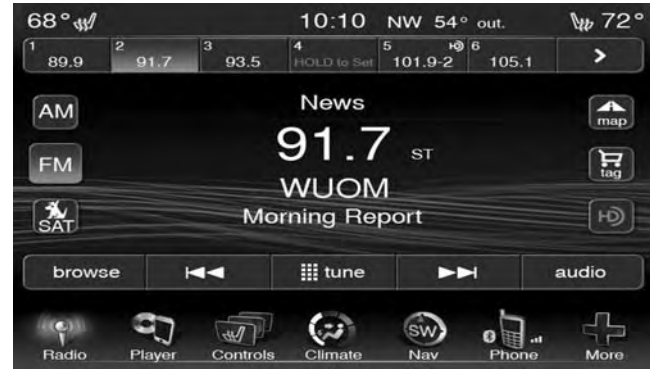 68° 10:10 NW 54° out. 72°
1 2 3 4 5 HD 6
89.9 91.7 93.5 HOLD to Set 101.9-2 105.1 >
News
AM
map
91.7 ST
FM
tag
WUOM
SAT
Morning Report
HD
browse tune audio
SW
Radio Player Controls Climate Nav Phone More